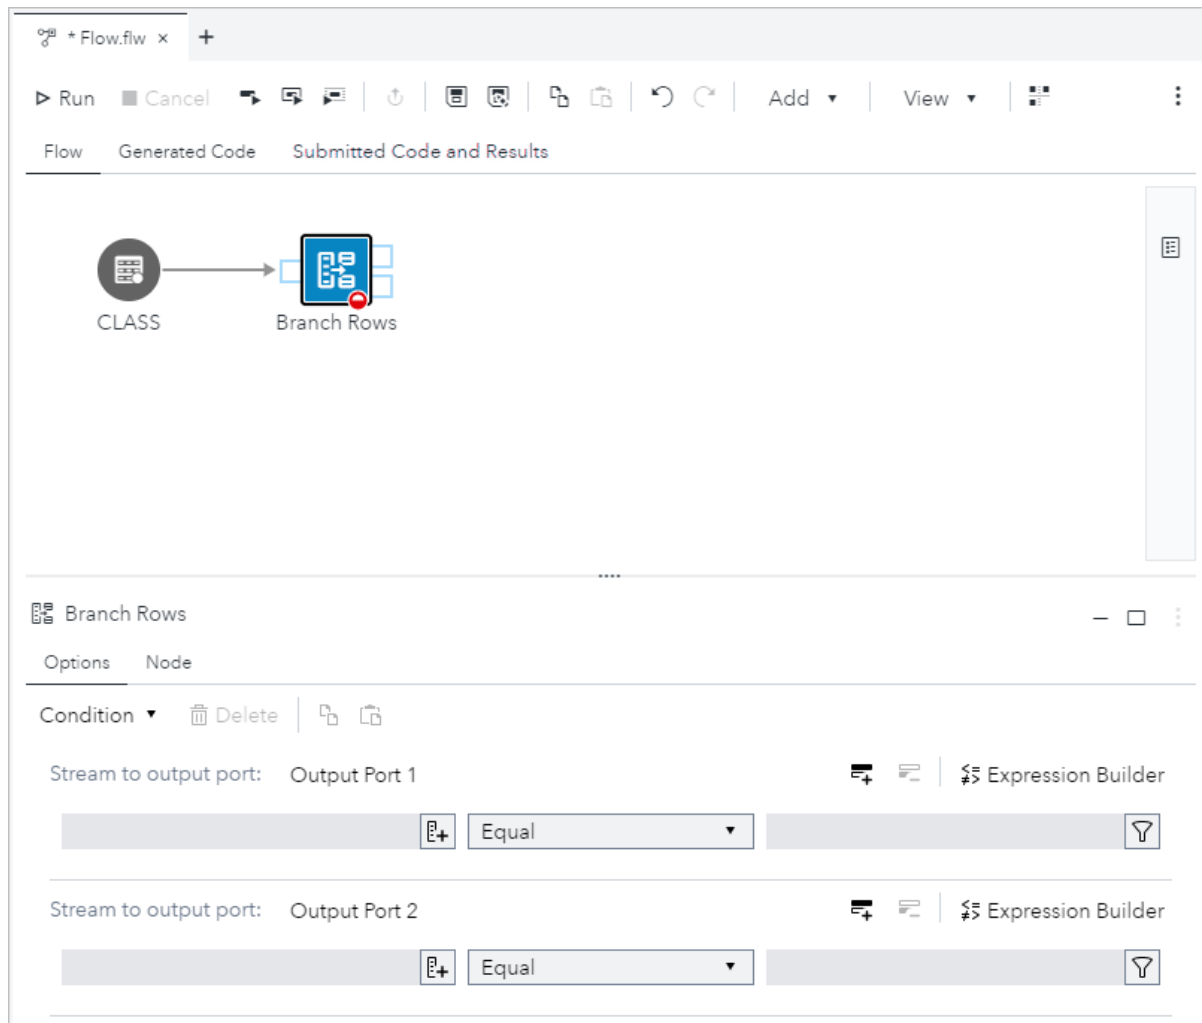 * Flow.flw × +
Run Cancel Add View
Flow Generated Code Submitted Code and Results
CLASS Branch Rows
Branch Rows
Options Node
Condition Delete
Stream to output port: Output Port 1 Expression Builder
Equal
Stream to output port: Output Port 2 Expression Builder
Equal